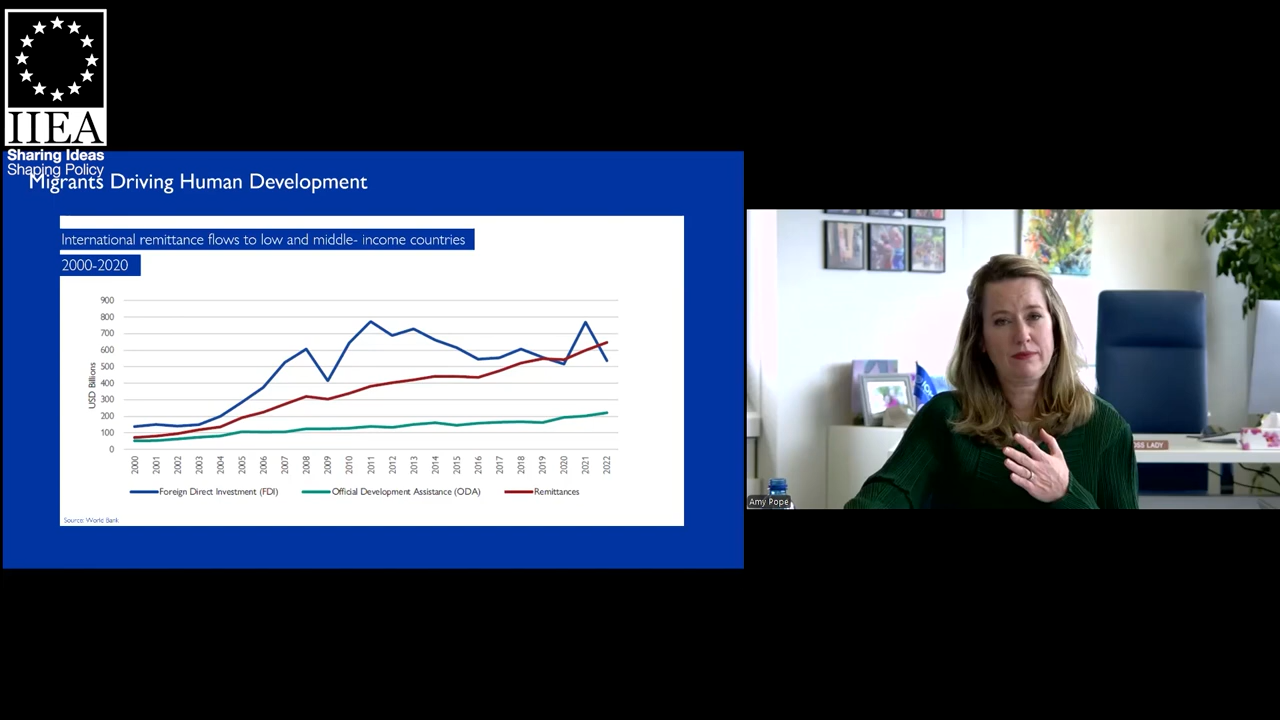 IIEA
Sharing Ideas
Shaping Policy
Migrants Driving Human Development
International remittance flows to low and middle- income countries
2000-2020
900
800
700
600
500
400
300
200
100
0
USD Billions
2000 2001 2002 2003 2004 2005 2006 2007 2008 2009 2010 2011 2012 2013 2014 2015 2016 2017 2018 2019 2020 2021 2022
Foreign Direct Investment (FDI) Official Development Assistance (ODA) Remittances
Source: World Bank
Amy Pope
LADY